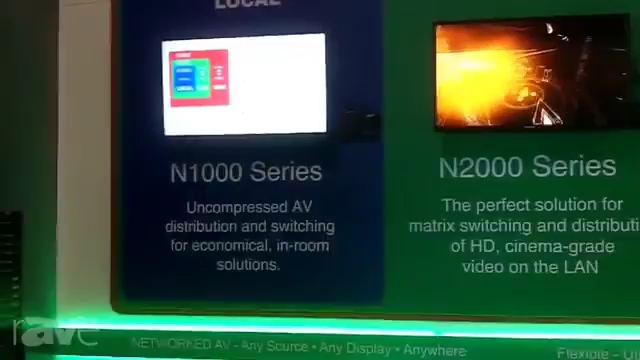 LOCAL
N1000 Series
Uncompressed AV
distribution and switching
for economical, in-room
solutions.
N2000 Series
The perfect solution for
matrix switching and distributi
of HD, cinema-grade
video on the LAN
NETWORKED AV - Any Source • Any Display • Anywhere
Flexible -
rave